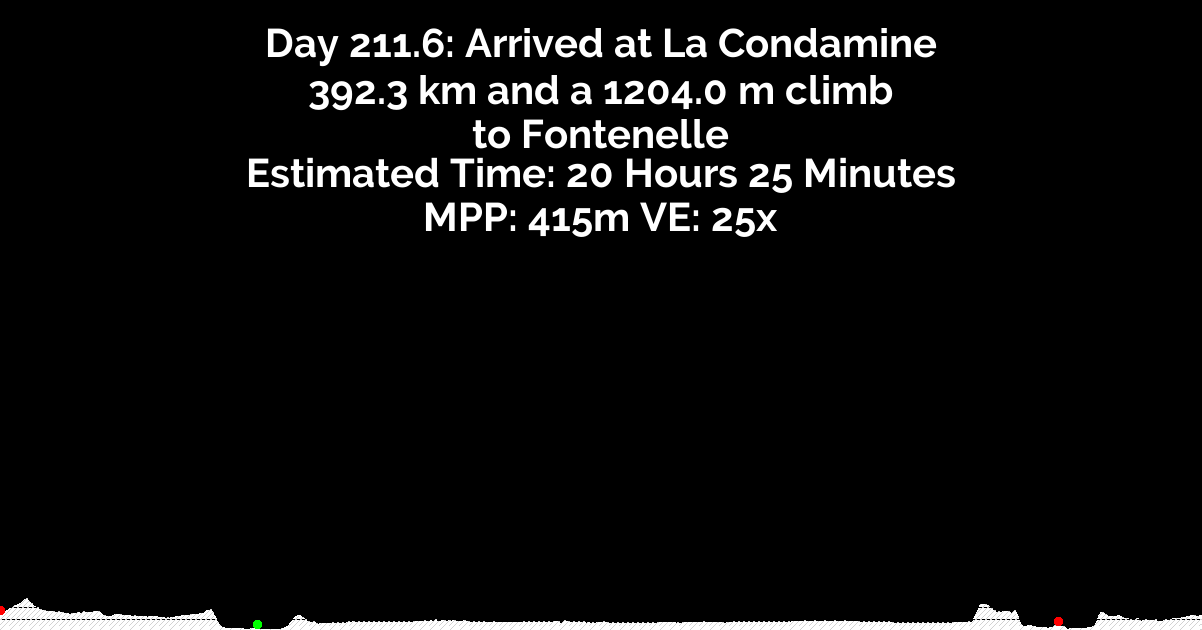 Day 211.6: Arrived at La Condamine
392.3 km and a 1204.0 m climb
to Fontenelle
Estimated Time: 20 Hours 25 Minutes
MPP: 415m VE: 25x